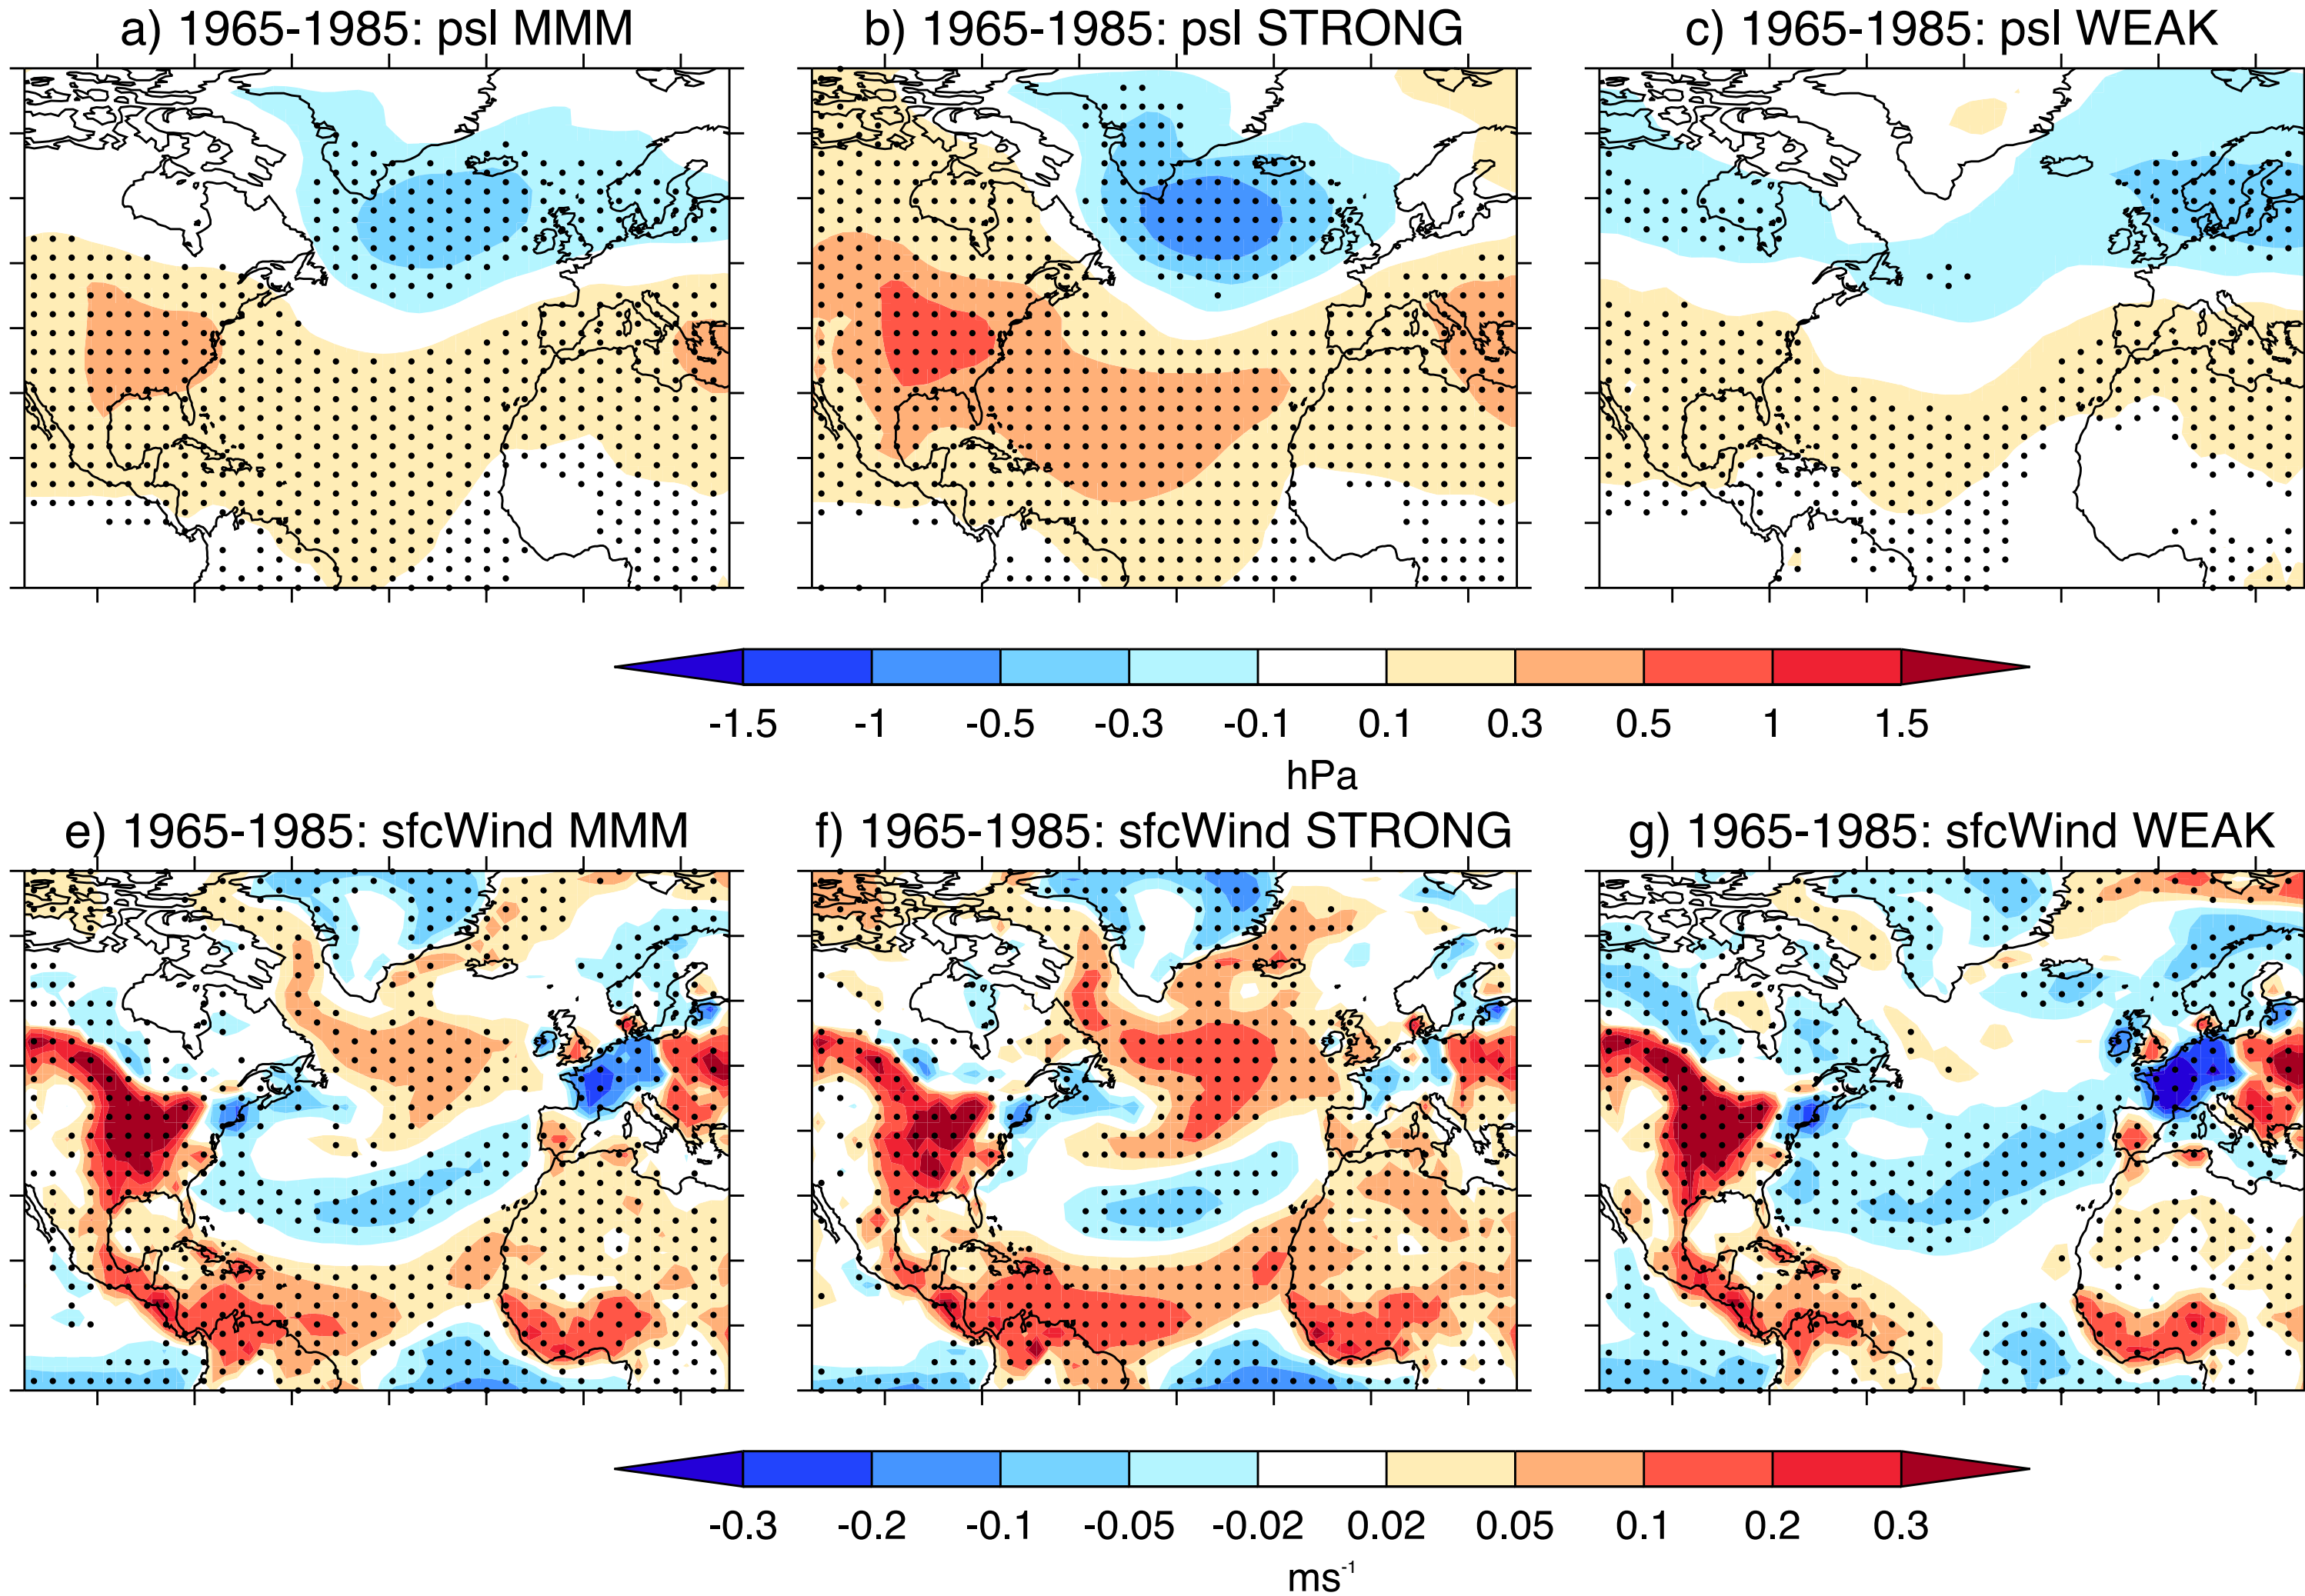 a) 1965-1985: psl MMM
b) 1965-1985: psl STRONG
c) 1965-1985: psl WEAK
-1.5 -1 -0.5 -0.3 -0.1 0.1 0.3 0.5 1 1.5
hPa
e) 1965-1985: sfcWind MMM
f) 1965-1985: sfcWind STRONG
g) 1965-1985: sfcWind WEAK
-0.3 -0.2 -0.1 -0.05 -0.02 0.02 0.05 0.1 0.2 0.3
ms⁻¹